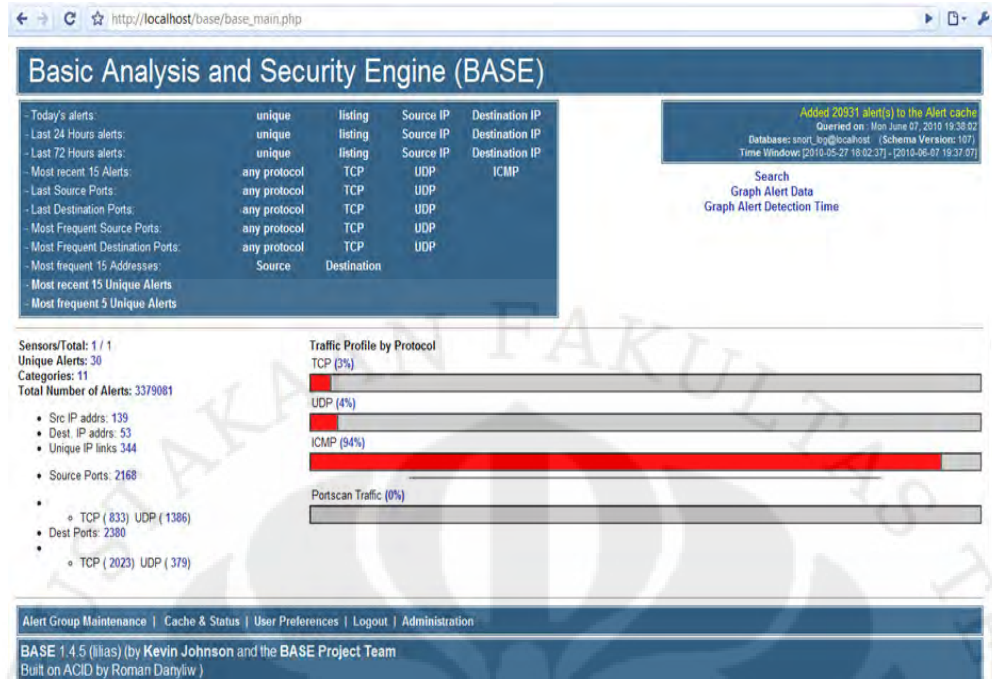 http://localhost/base/base_main.php
Basic Analysis and Security Engine (BASE)
- Today's alerts: unique listing Source IP Destination IP
- Last 24 Hours alerts: unique listing Source IP Destination IP
- Last 72 Hours alerts: unique listing Source IP Destination IP
- Most recent 15 Alerts: any protocol TCP UDP ICMP
- Last Source Ports: any protocol TCP UDP
- Last Destination Ports: any protocol TCP UDP
- Most Frequent Source Ports: any protocol TCP UDP
- Most Frequent Destination Ports: any protocol TCP UDP
- Most frequent 15 Addresses: Source Destination
- Most recent 15 Unique Alerts
- Most frequent 5 Unique Alerts
Added 20931 alert(s) to the Alert cache
Queried on : Mon June 07, 2010 19:38:02
Database: snort_log@localhost (Schema Version: 107)
Time Window: [2010-05-27 18:02:37] - [2010-06-07 19:37:07]
Search
Graph Alert Data
Graph Alert Detection Time
Sensors/Total: 1 / 1
Unique Alerts: 30
Categories: 11
Total Number of Alerts: 3379081
Src IP addrs: 139
Dest. IP addrs: 53
Unique IP links 344
Source Ports: 2168
TCP ( 833) UDP ( 1386)
Dest Ports: 2380
TCP ( 2023) UDP ( 379)
Traffic Profile by Protocol
TCP (3%)
UDP (4%)
ICMP (94%)
Portscan Traffic (0%)
Alert Group Maintenance | Cache & Status | User Preferences | Logout | Administration
BASE 1.4.5 (lilias) (by Kevin Johnson and the BASE Project Team
Built on ACID by Roman Danyliw )
FAKULTAS